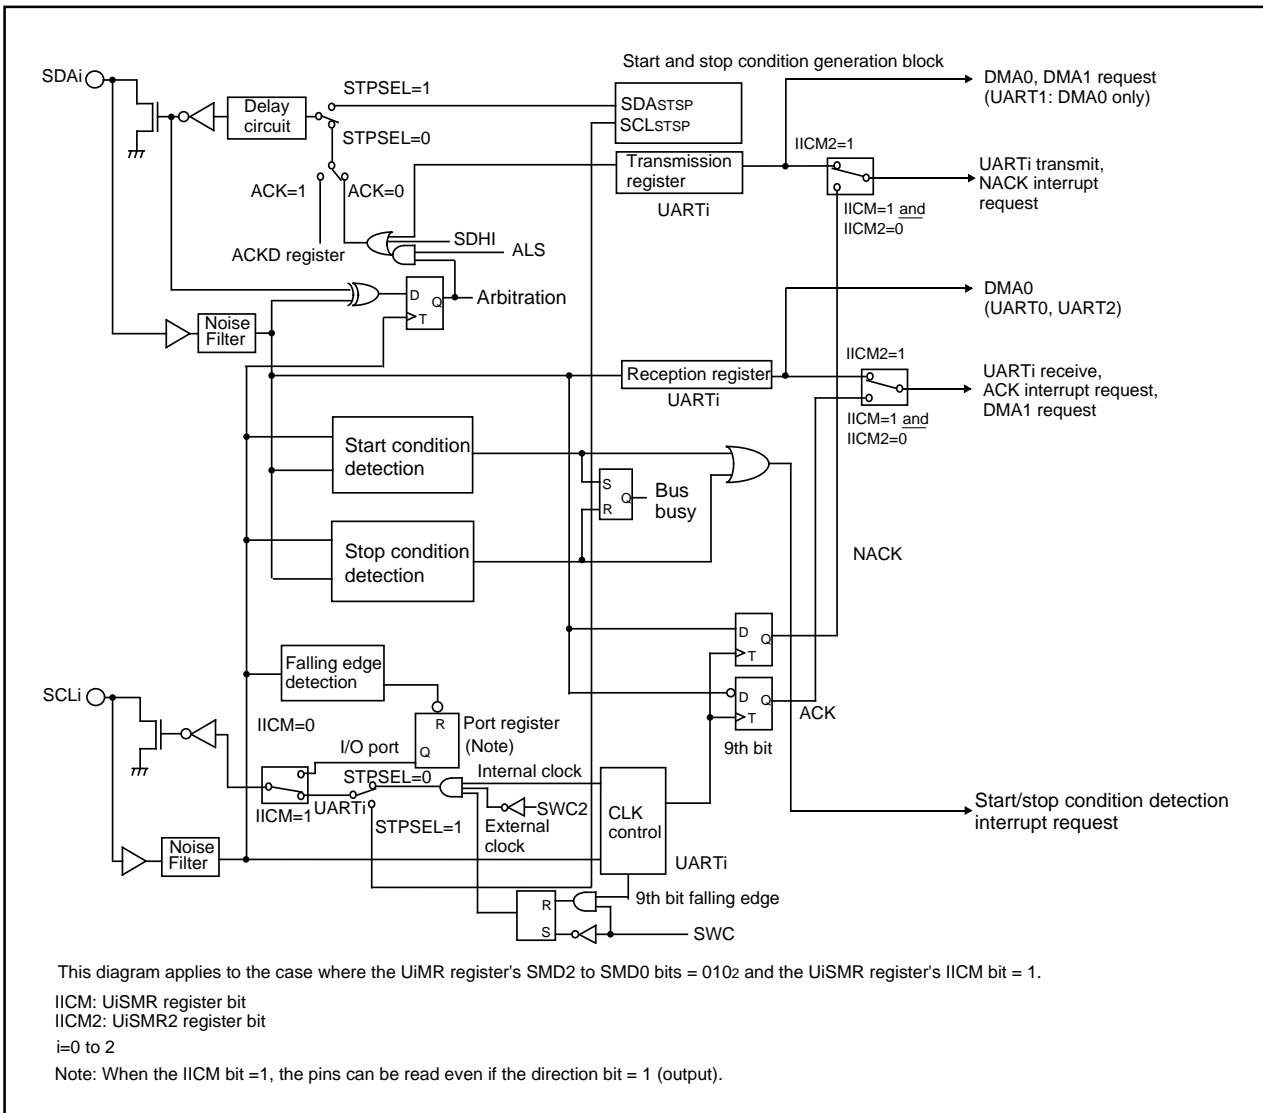 Start and stop condition generation block
SDAi
STPSEL=1
DMA0, DMA1 request
(UART1: DMA0 only)
Delay
circuit
SDASTSP
SCLSTSP
STPSEL=0
IICM2=1
Transmission
register
UARTi transmit,
NACK interrupt
request
ACK=1
ACK=0
UARTi
IICM=1 and
IICM2=0
SDHI
ALS
ACKD register
D
Q
T
Arbitration
DMA0
(UART0, UART2)
Noise
Filter
IICM2=1
Reception register
UARTi
UARTi receive,
ACK interrupt request,
DMA1 request
IICM=1 and
IICM2=0
Start condition
detection
S
R
Q
Bus
busy
Stop condition
detection
NACK
D
Q
T
Falling edge
detection
SCLi
D
Q
T
ACK
9th bit
IICM=0
R
Q
Port register
(Note)
I/O port
STPSEL=0
Internal clock
UARTi
IICM=1
SWC2
STPSEL=1
External
clock
CLK
control
UARTi
Start/stop condition detection
interrupt request
Noise
Filter
9th bit falling edge
R
S
SWC
This diagram applies to the case where the UiMR register's SMD2 to SMD0 bits = 0102 and the UiSMR register's IICM bit = 1.
IICM: UiSMR register bit
IICM2: UiSMR2 register bit
i=0 to 2
Note: When the IICM bit =1, the pins can be read even if the direction bit = 1 (output).